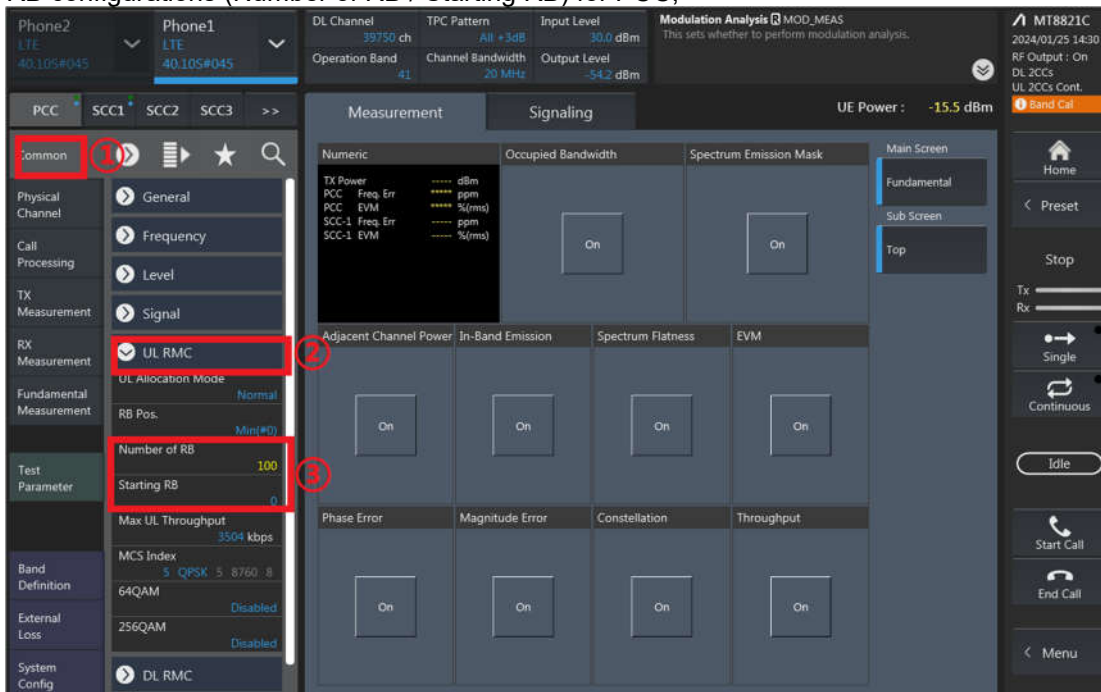 RB configurations (Number of RB / Starting RB) for PCC,
Phone2
LTE
40.10S#045
Phone1
LTE
40.10S#045
DL Channel
39750 ch
TPC Pattern
All +3dB
Input Level
30.0 dBm
Operation Band
41
Channel Bandwidth
20 MHz
Output Level
-54.2 dBm
Modulation Analysis R MOD_MEAS
This sets whether to perform modulation analysis.
MT8821C
2024/01/25 14:30
RF Output : On
DL 2CCs
UL 2CCs Cont.
Band Cal
PCC SCC1 SCC2 SCC3 >>
Measurement
Signaling
UE Power : -15.5 dBm
Common
①
Physical
Channel
Call
Processing
TX
Measurement
RX
Measurement
Fundamental
Measurement
Test
Parameter
Band
Definition
External
Loss
System
Config
General
Frequency
Level
Signal
UL RMC
②
UL Allocation Mode
Normal
RB Pos.
Min(#0)
Number of RB
100
Starting RB
0
③
Max UL Throughput
3504 kbps
MCS Index
5 QPSK 5 8760 8
64QAM
Disabled
256QAM
Disabled
DL RMC
Numeric
TX Power ----- dBm
PCC Freq. Err ***** ppm
PCC EVM ***** %(rms)
SCC-1 Freq. Err ----- ppm
SCC-1 EVM ----- %(rms)
Occupied Bandwidth
On
Spectrum Emission Mask
On
Adjacent Channel Power
On
In-Band Emission
On
Spectrum Flatness
On
EVM
On
Phase Error
On
Magnitude Error
On
Constellation
On
Throughput
On
Main Screen
Fundamental
Sub Screen
Top
Home
< Preset
Stop
Tx
Rx
Single
Continuous
Idle
Start Call
End Call
< Menu